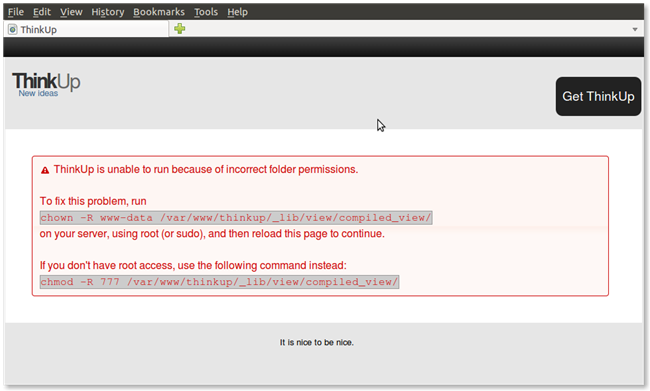 File Edit View History Bookmarks Tools Help
ThinkUp
ThinkUp
New ideas
Get ThinkUp
ThinkUp is unable to run because of incorrect folder permissions.
To fix this problem, run
chown -R www-data /var/www/thinkup/_lib/view/compiled_view/
on your server, using root (or sudo), and then reload this page to continue.
If you don't have root access, use the following command instead:
chmod -R 777 /var/www/thinkup/_lib/view/compiled_view/
It is nice to be nice.